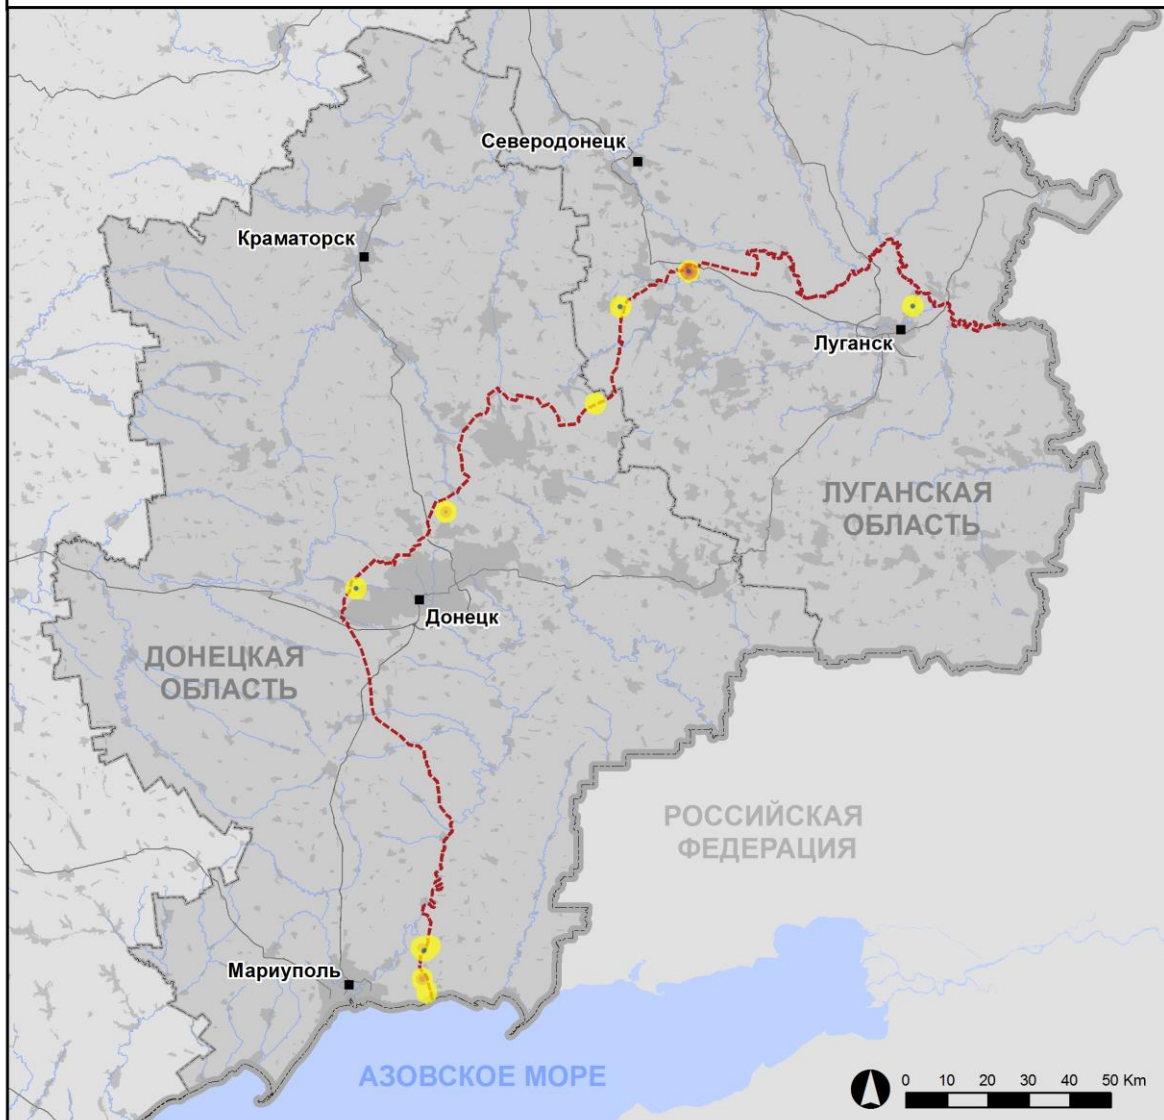 Северодонецк
Краматорск
Луганск
ЛУГАНСКАЯ
ОБЛАСТЬ
Донецк
ДОНЕЦКАЯ
ОБЛАСТЬ
РОССИЙСКАЯ
ФЕДЕРАЦИЯ
Мариуполь
АЗОВСКОЕ МОРЕ
0 10 20 30 40 50 Km